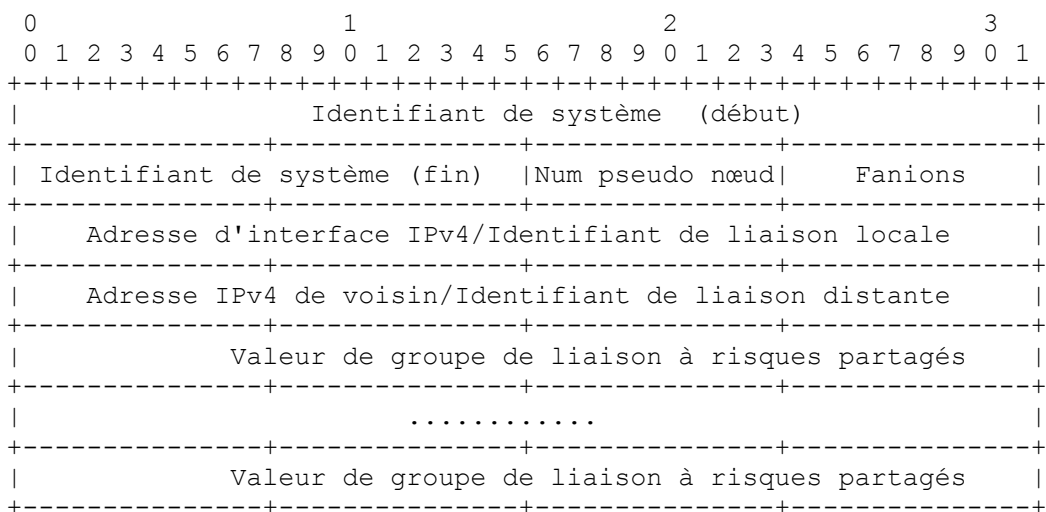 0                   1                   2                   3
 0 1 2 3 4 5 6 7 8 9 0 1 2 3 4 5 6 7 8 9 0 1 2 3 4 5 6 7 8 9 0 1
+-+-+-+-+-+-+-+-+-+-+-+-+-+-+-+-+-+-+-+-+-+-+-+-+-+-+-+-+-+-+-+-+
|                  Identifiant de système  (début)              |
+---------------+---------------+---------------+---------------+
| Identifiant de système (fin)  |Num pseudo nœud|    Fanions    |
+---------------+---------------+---------------+---------------+
|    Adresse d'interface IPv4/Identifiant de liaison locale     |
+---------------+---------------+---------------+---------------+
|    Adresse IPv4 de voisin/Identifiant de liaison distante     |
+---------------+---------------+---------------+---------------+
|             Valeur de groupe de liaison à risques partagés    |
+---------------+---------------+---------------+---------------+
|                        ............                           |
+---------------+---------------+---------------+---------------+
|             Valeur de groupe de liaison à risques partagés    |
+---------------+---------------+---------------+---------------+